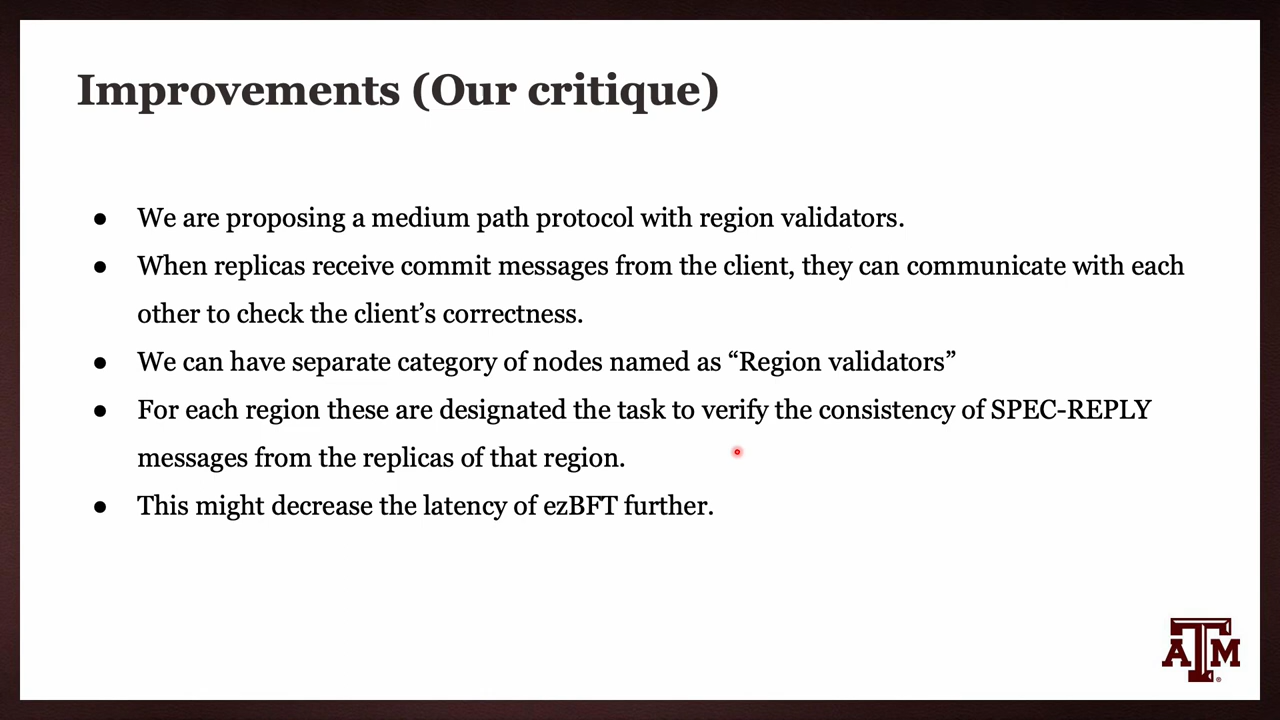 Improvements (Our critique)
● We are proposing a medium path protocol with region validators.
● When replicas receive commit messages from the client, they can communicate with each
other to check the client’s correctness.
● We can have separate category of nodes named as “Region validators”
● For each region these are designated the task to verify the consistency of SPEC-REPLY
messages from the replicas of that region.
● This might decrease the latency of ezBFT further.
ATM
®